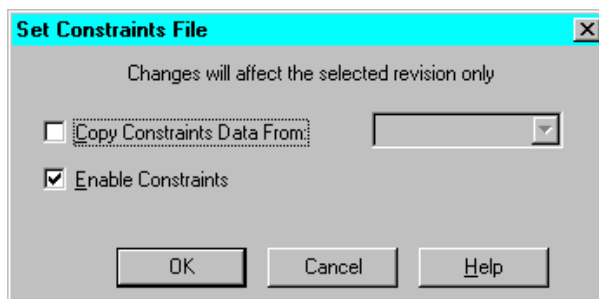 Set Constraints File
Changes will affect the selected revision only
Copy Constraints Data From:
Enable Constraints
OK Cancel Help